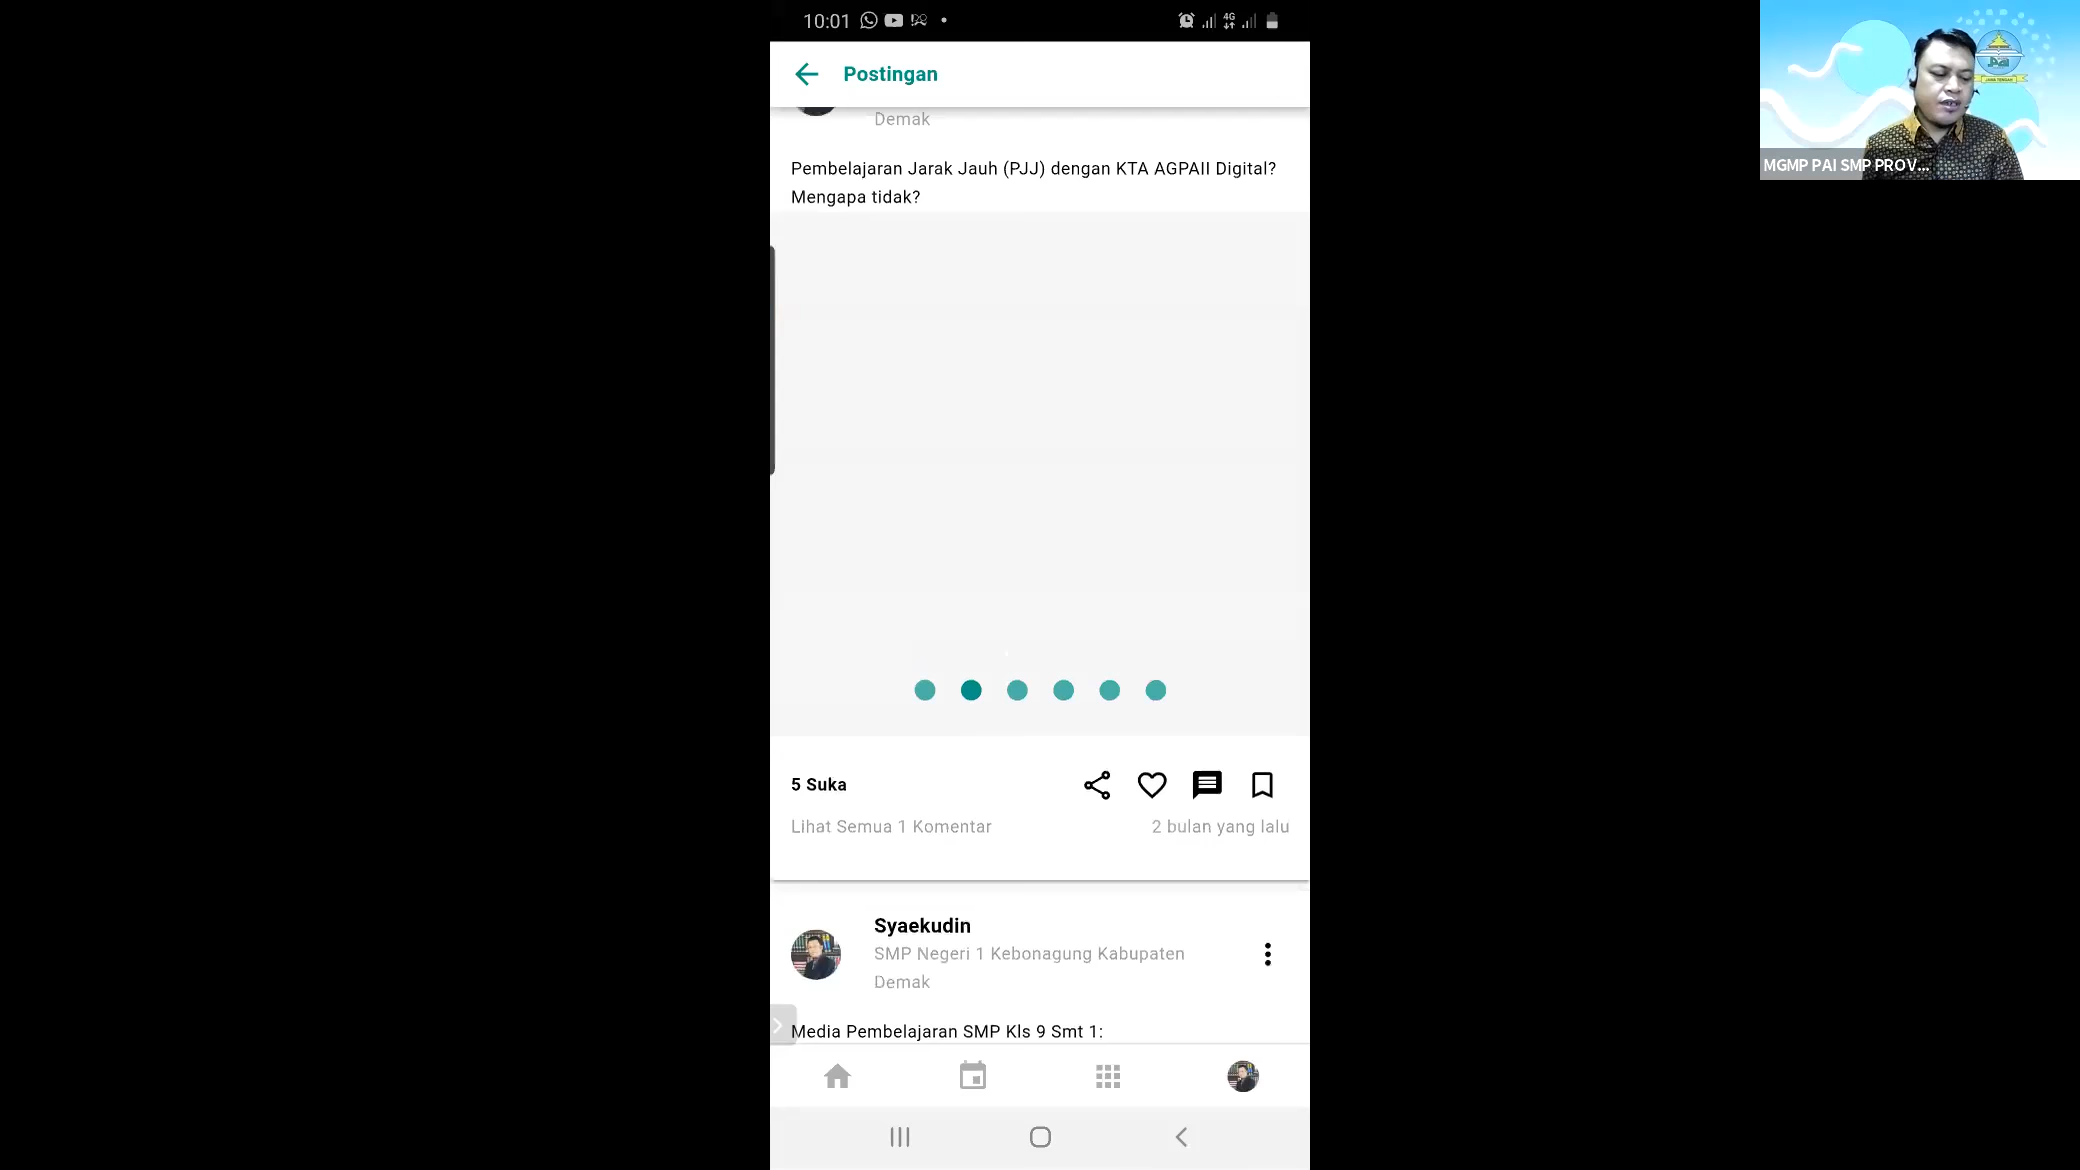 10:01
4G
Postingan
Demak
Pembelajaran Jarak Jauh (PJJ) dengan KTA AGPAII Digital?
Mengapa tidak?
5 Suka
Lihat Semua 1 Komentar
2 bulan yang lalu
Syaekudin
SMP Negeri 1 Kebonagung Kabupaten
Demak
Media Pembelajaran SMP Kls 9 Smt 1:
MGMP PAI SMP PROV...